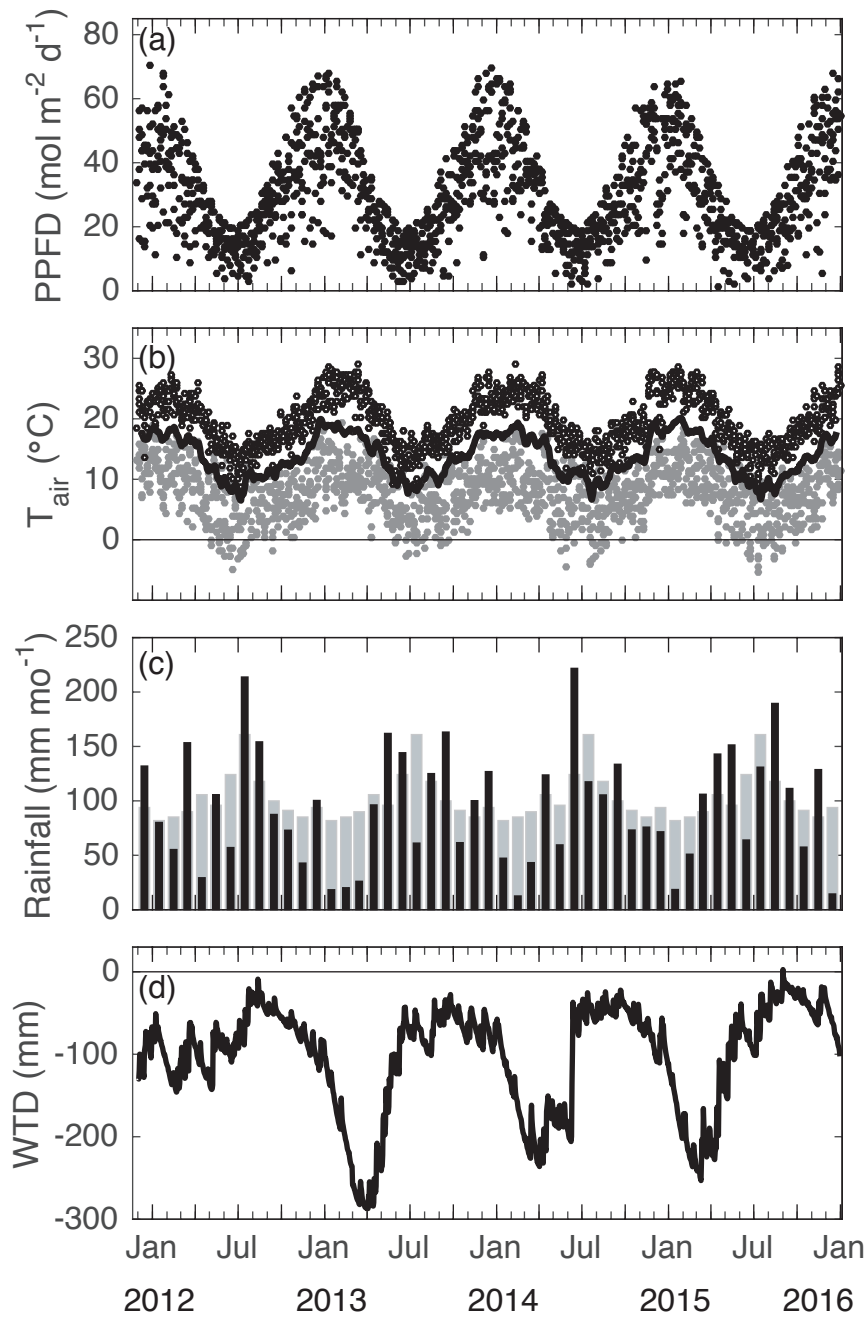 (a)
80
60
40
20
0
PPFD (mol m⁻² d⁻¹)
(b)
30
20
10
0
T_air (°C)
(c)
250
200
150
100
50
0
Rainfall (mm mo⁻¹)
(d)
0
-100
-200
-300
WTD (mm)
Jan Jul Jan Jul Jan Jul Jan Jul Jan
2012 2013 2014 2015 2016